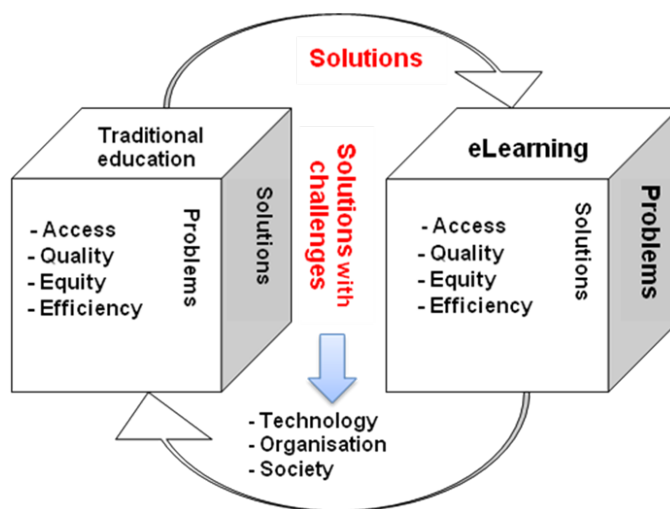 Solutions
Traditional
education
- Access
- Quality
- Equity
- Efficiency
Problems
Solutions
Solutions with
challenges
- Technology
- Organisation
- Society
eLearning
- Access
- Quality
- Equity
- Efficiency
Solutions
Problems